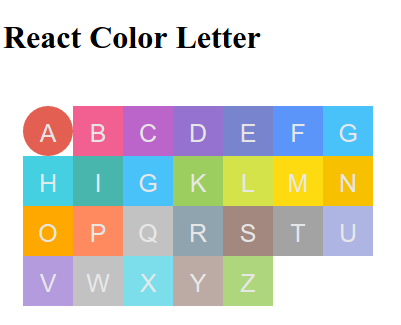 React Color Letter
A B C D E F G
H I G K L M N
O P Q R S T U
V W X Y Z